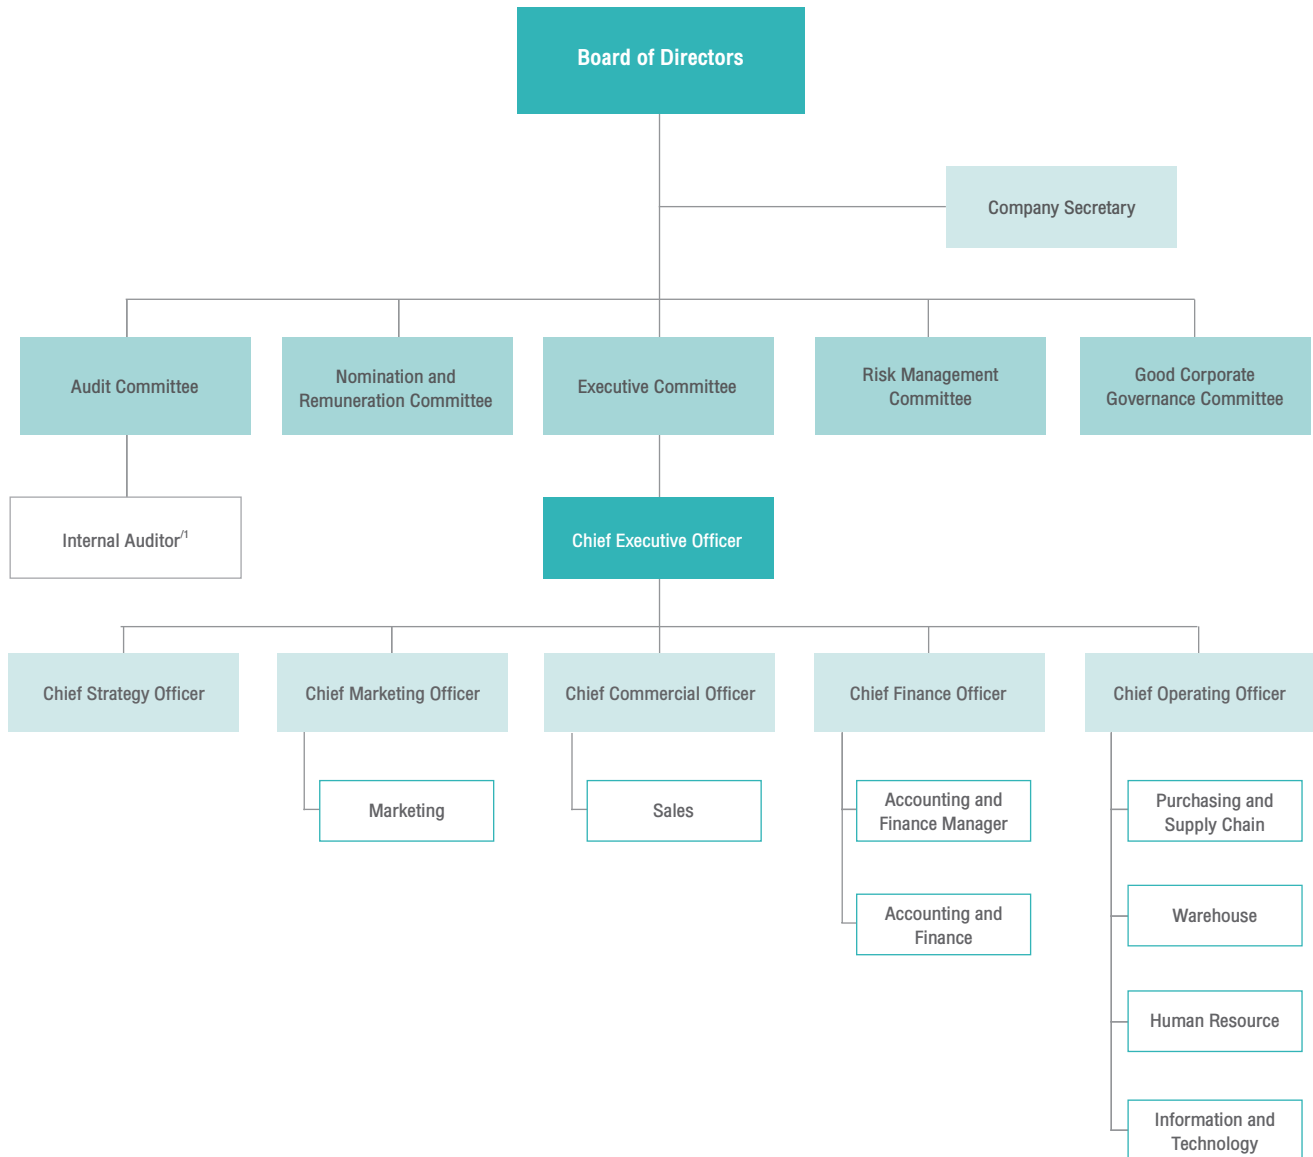 Board of Directors
Company Secretary
Audit Committee
Nomination and
Remuneration Committee
Executive Committee
Risk Management
Committee
Good Corporate
Governance Committee
Internal Auditor/1
Chief Executive Officer
Chief Strategy Officer
Chief Marketing Officer
Chief Commercial Officer
Chief Finance Officer
Chief Operating Officer
Marketing
Sales
Accounting and
Finance Manager
Purchasing and
Supply Chain
Accounting and
Finance
Warehouse
Human Resource
Information and
Technology